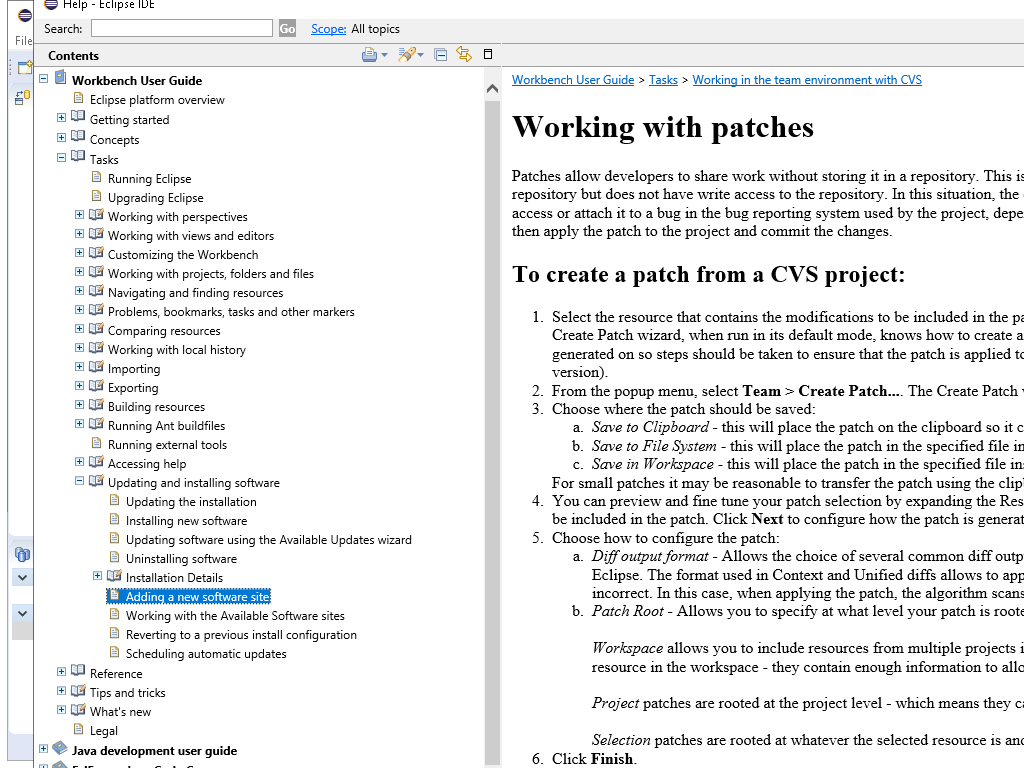 Help - Eclipse IDE
File
Search:
Go
Scope: All topics
Contents
Workbench User Guide
Eclipse platform overview
Getting started
Concepts
Tasks
Running Eclipse
Upgrading Eclipse
Working with perspectives
Working with views and editors
Customizing the Workbench
Working with projects, folders and files
Navigating and finding resources
Problems, bookmarks, tasks and other markers
Comparing resources
Working with local history
Importing
Exporting
Building resources
Running Ant buildfiles
Running external tools
Accessing help
Updating and installing software
Updating the installation
Installing new software
Updating software using the Available Updates wizard
Uninstalling software
Installation Details
Adding a new software site
Working with the Available Software sites
Reverting to a previous install configuration
Scheduling automatic updates
Reference
Tips and tricks
What's new
Legal
Java development user guide
Workbench User Guide > Tasks > Working in the team environment with CVS
Working with patches
Patches allow developers to share work without storing it in a repository. This is
repository but does not have write access to the repository. In this situation, the
access or attach it to a bug in the bug reporting system used by the project, depe
then apply the patch to the project and commit the changes.
To create a patch from a CVS project:
1. Select the resource that contains the modifications to be included in the pa
Create Patch wizard, when run in its default mode, knows how to create a
generated on so steps should be taken to ensure that the patch is applied to
version).
2. From the popup menu, select Team > Create Patch.... The Create Patch
3. Choose where the patch should be saved:
a. Save to Clipboard - this will place the patch on the clipboard so it c
b. Save to File System - this will place the patch in the specified file in
c. Save in Workspace - this will place the patch in the specified file ins
For small patches it may be reasonable to transfer the patch using the clip
4. You can preview and fine tune your patch selection by expanding the Res
be included in the patch. Click Next to configure how the patch is generat
5. Choose how to configure the patch:
a. Diff output format - Allows the choice of several common diff outp
Eclipse. The format used in Context and Unified diffs allows to app
incorrect. In this case, when applying the patch, the algorithm scans
b. Patch Root - Allows you to specify at what level your patch is roote
Workspace allows you to include resources from multiple projects i
resource in the workspace - they contain enough information to allo
Project patches are rooted at the project level - which means they ca
Selection patches are rooted at whatever the selected resource is and
6. Click Finish.